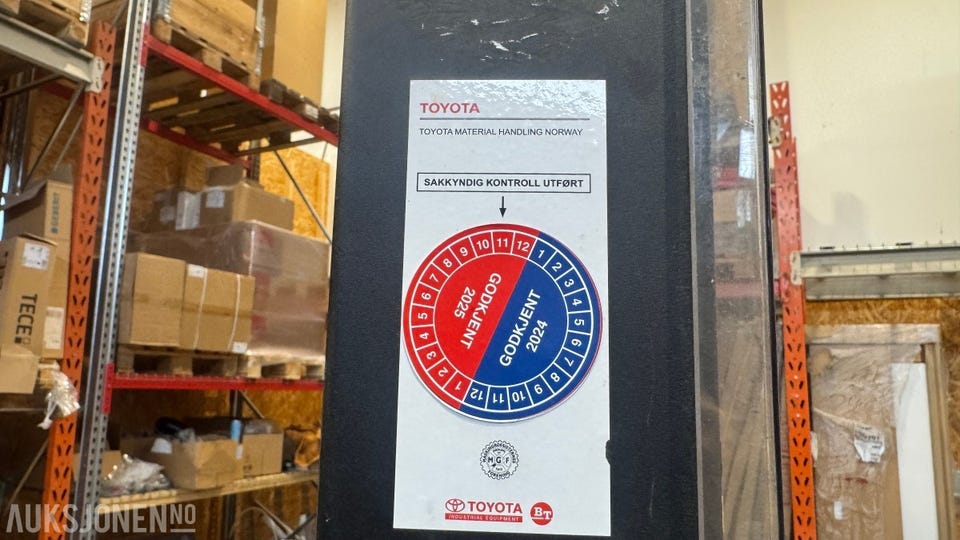 TOYOTA
TOYOTA MATERIAL HANDLING NORWAY
SAKKYNDIG KONTROLL UTFØRT
1 2 3 4 5 6 7 8 9 10 11 12
GODKJENT
2025
1 2 3 4 5 6 7 8 9 10 11 12
GODKJENT
2024
M G F
TOYOTA
INDUSTRIAL EQUIPMENT
BT
TECE
AUKSJONEN.NO